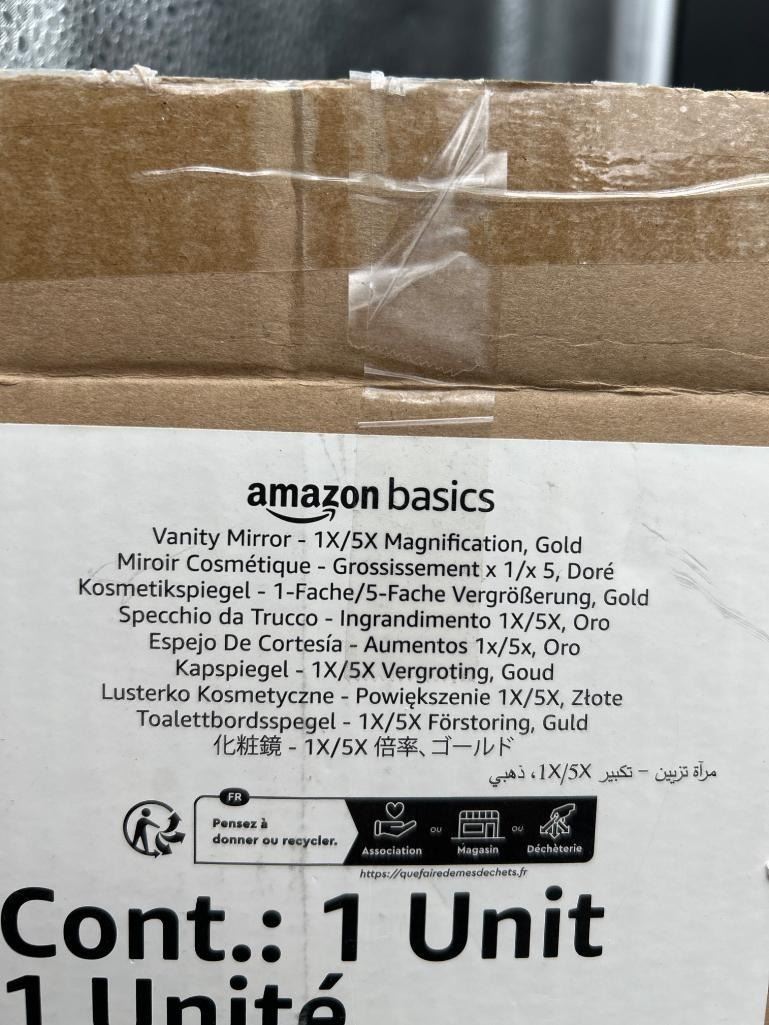 amazon basics
Vanity Mirror - 1X/5X Magnification, Gold
Miroir Cosmétique - Grossissement x 1/x 5, Doré
Kosmetikspiegel - 1-Fache/5-Fache Vergrößerung, Gold
Specchio da Trucco - Ingrandimento 1X/5X, Oro
Espejo De Cortesía - Aumentos 1x/5x, Oro
Kapspiegel - 1X/5X Vergroting, Goud
Lusterko Kosmetyczne - Powiększenie 1X/5X, Złote
Toalettbordsspegel - 1X/5X Förstoring, Guld
化粧鏡 - 1X/5X 倍率、ゴールド
مرآة تزيين – تكبير 1X/5X، ذهبي
FR
Pensez à
donner ou recycler.
Association ou Magasin ou Déchèterie
https://quefairedemesdechets.fr
Cont.: 1 Unit
1 Unité